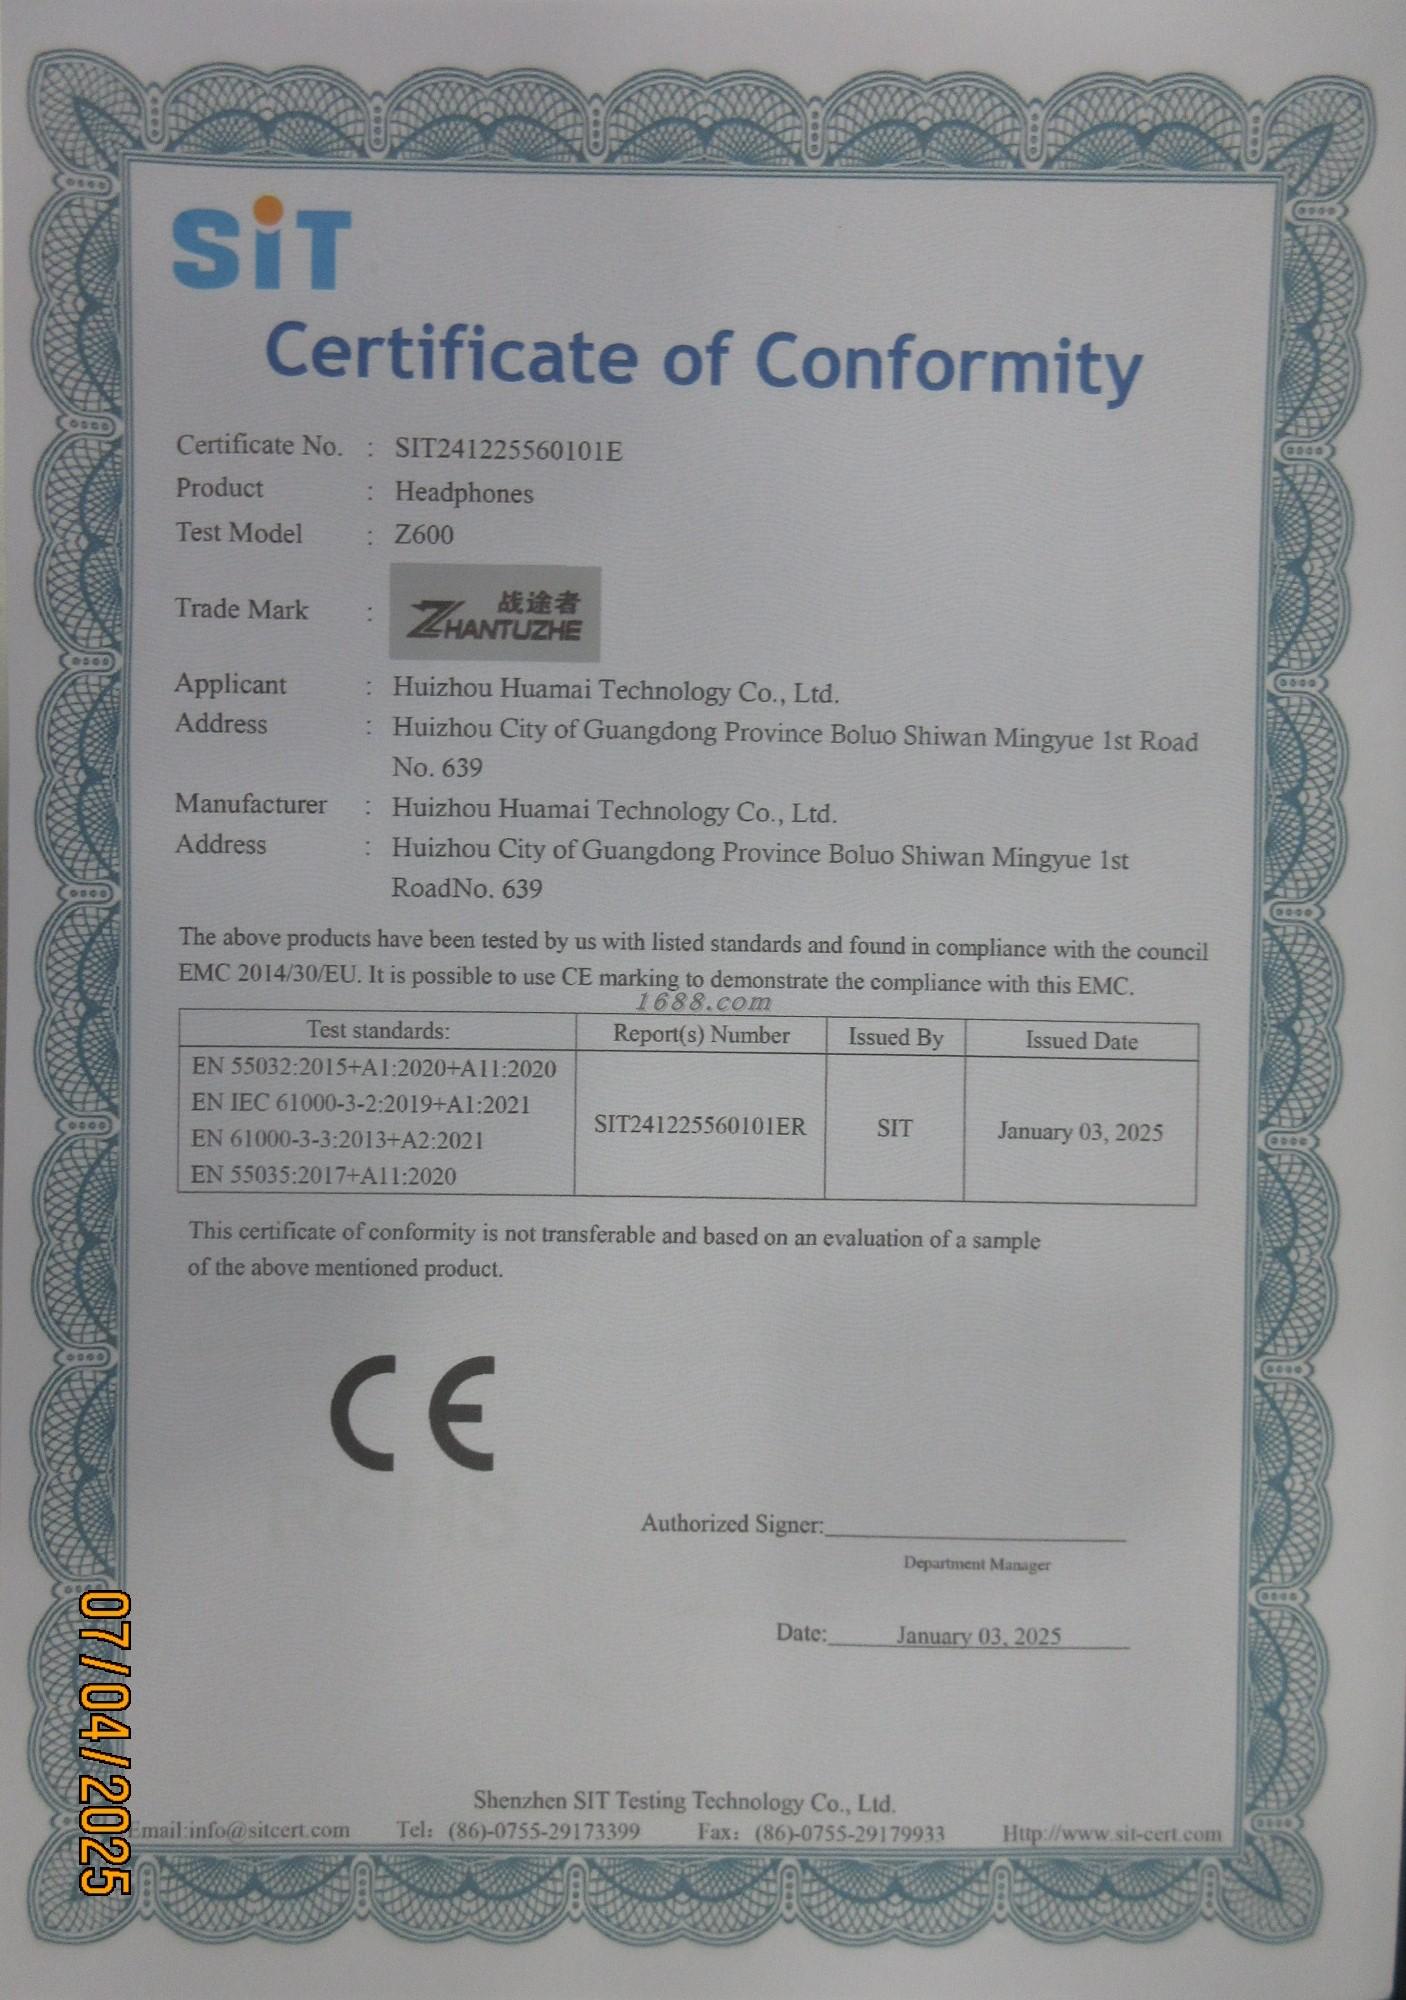 SiT
Certificate of Conformity
Certificate No. : SIT241225560101E
Product : Headphones
Test Model : Z600
战途者
Trade Mark : ZHANTUZHE
Applicant : Huizhou Huamai Technology Co., Ltd.
Address : Huizhou City of Guangdong Province Boluo Shiwan Mingyue 1st Road
No. 639
Manufacturer : Huizhou Huamai Technology Co., Ltd.
Address : Huizhou City of Guangdong Province Boluo Shiwan Mingyue 1st
RoadNo. 639
The above products have been tested by us with listed standards and found in compliance with the council
EMC 2014/30/EU. It is possible to use CE marking to demonstrate the compliance with this EMC.
1688.com
Test standards: Report(s) Number Issued By Issued Date
EN 55032:2015+A1:2020+A11:2020
EN IEC 61000-3-2:2019+A1:2021
EN 61000-3-3:2013+A2:2021
EN 55035:2017+A11:2020
SIT241225560101ER SIT January 03, 2025
This certificate of conformity is not transferable and based on an evaluation of a sample
of the above mentioned product.
CE
RoHS
Authorized Signer:
Department Manager
Date: January 03, 2025
Shenzhen SIT Testing Technology Co., Ltd.
Email:info@sitcert.com Tel: (86)-0755-29173399 Fax: (86)-0755-29179933 Http://www.sit-cert.com
07/04/2025